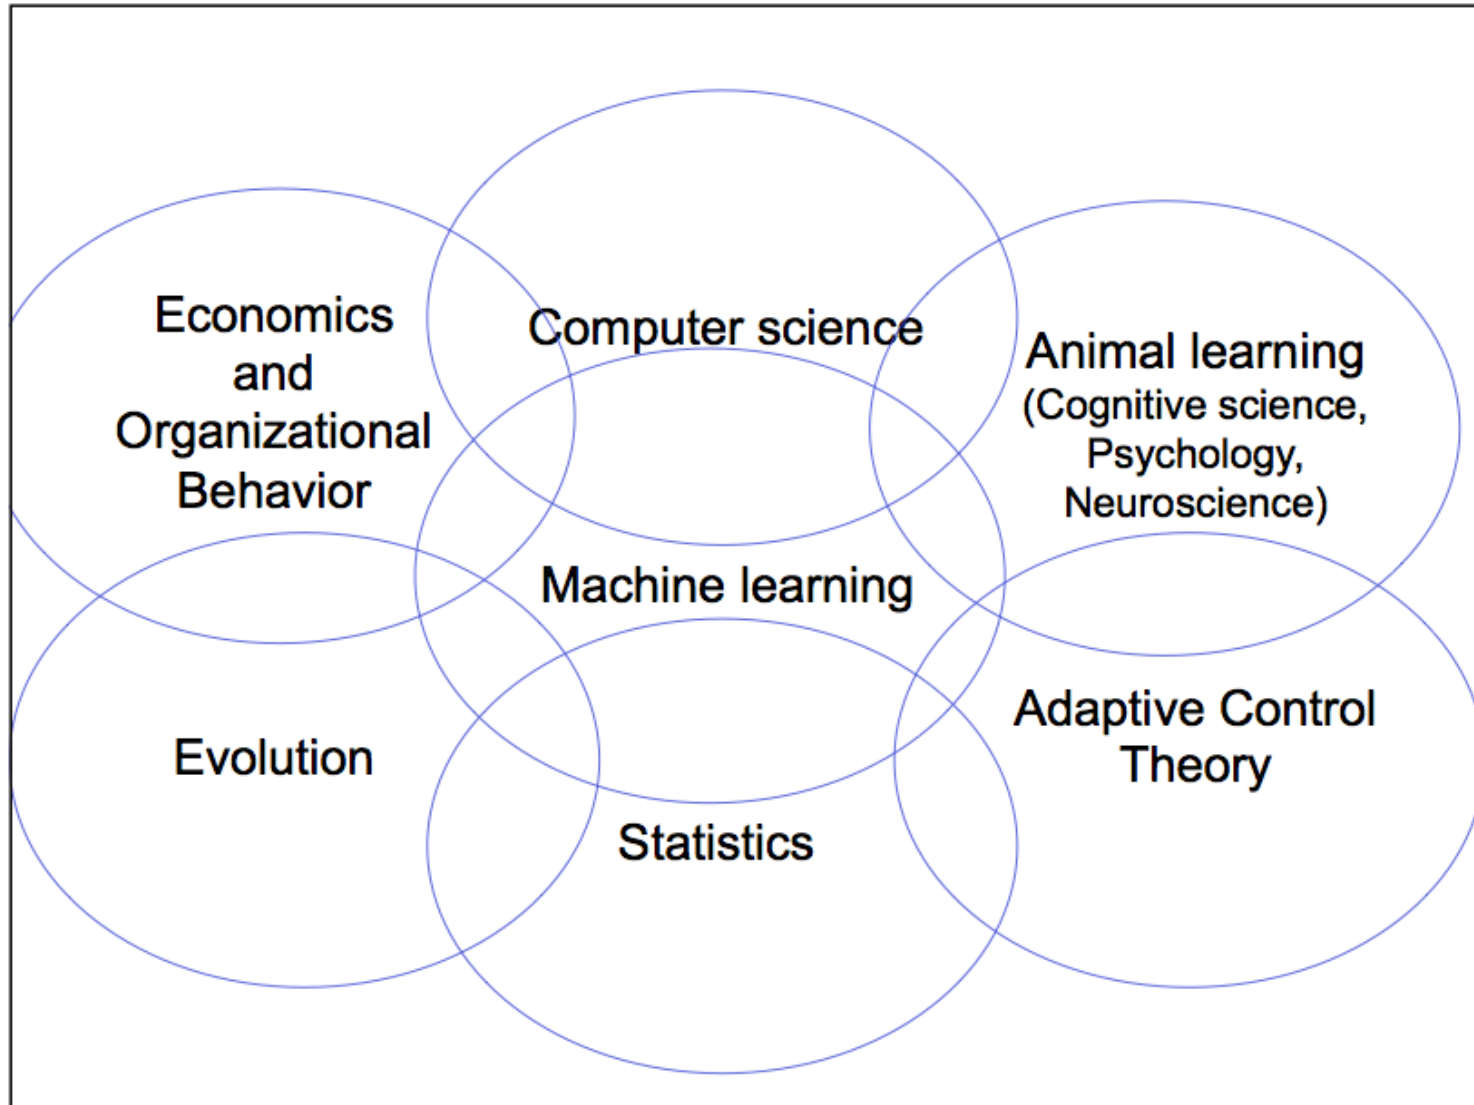 Economics
and
Organizational
Behavior
Computer science
Animal learning
(Cognitive science,
Psychology,
Neuroscience)
Machine learning
Evolution
Statistics
Adaptive Control
Theory